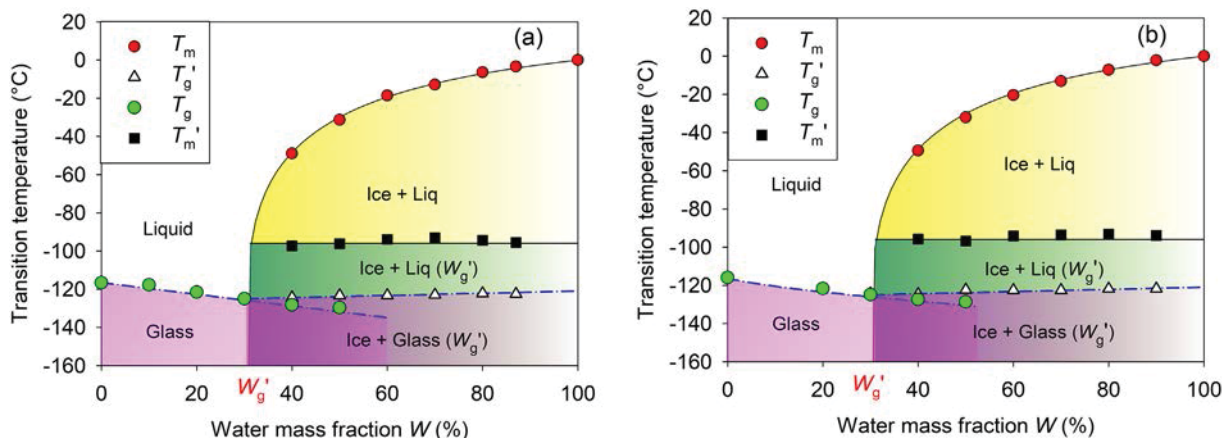 20
0
-20
-40
-60
-80
-100
-120
-140
-160
Transition temperature (°C)
Tm
Tg'
Tg
Tm'
(a)
Ice + Liq
Liquid
Ice + Liq (Wg')
Glass
Ice + Glass (Wg')
0 20 Wg' 40 60 80 100
Water mass fraction W (%)
20
0
-20
-40
-60
-80
-100
-120
-140
-160
Transition temperature (°C)
Tm
Tg'
Tg
Tm'
(b)
Ice + Liq
Liquid
Ice + Liq (Wg')
Glass
Ice + Glass (Wg')
0 20 Wg' 40 60 80 100
Water mass fraction W (%)